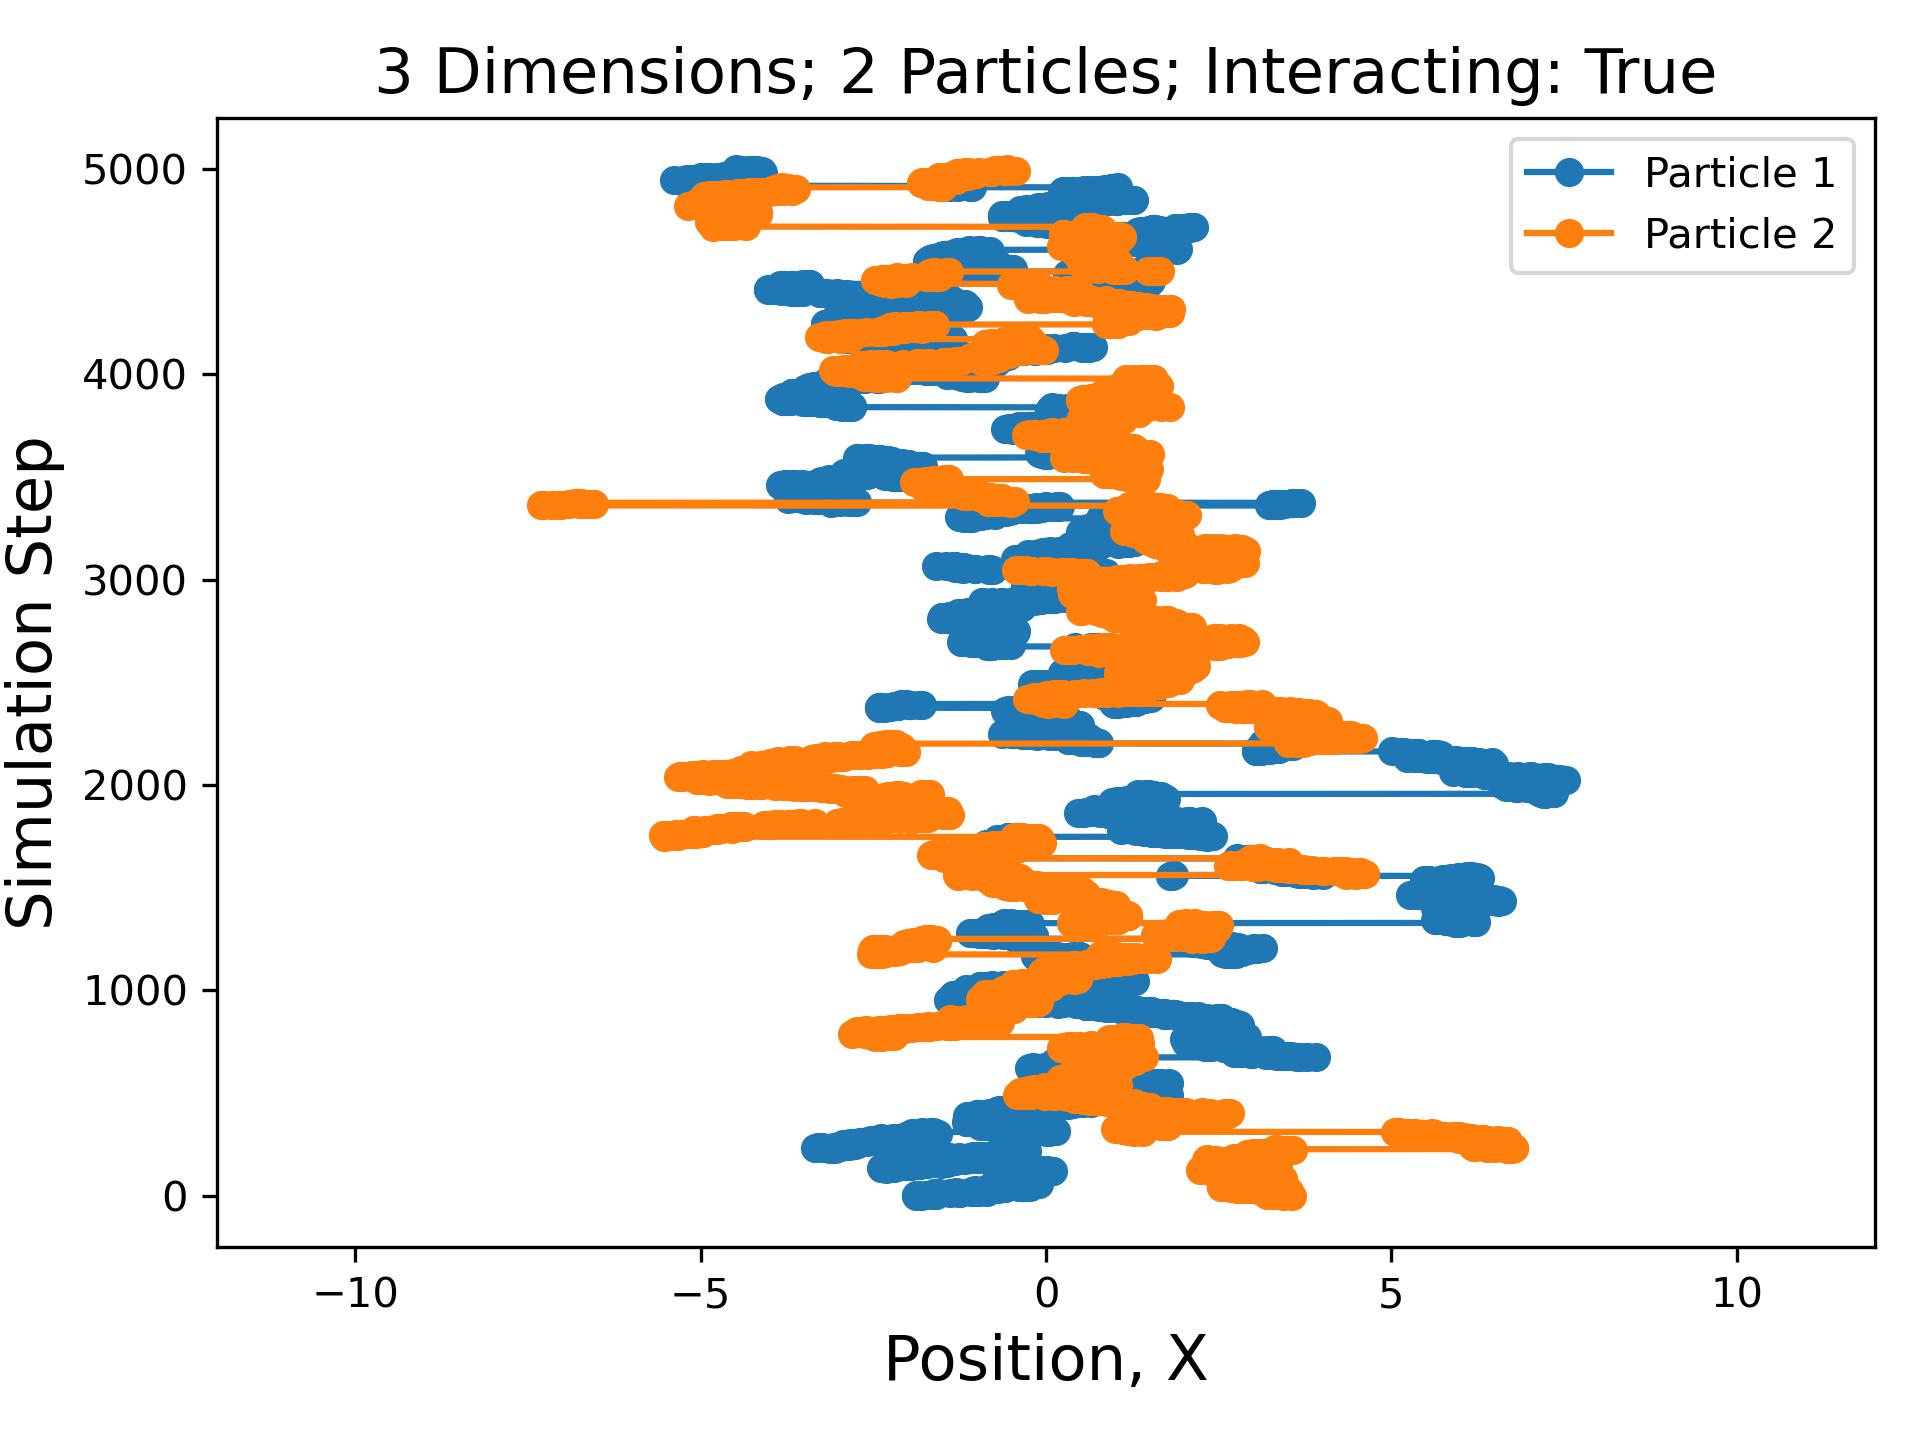 3 Dimensions; 2 Particles; Interacting: True
Particle 1
Particle 2
5000
4000
3000
2000
1000
0
Simulation Step
−10
−5
0
5
10
Position, X